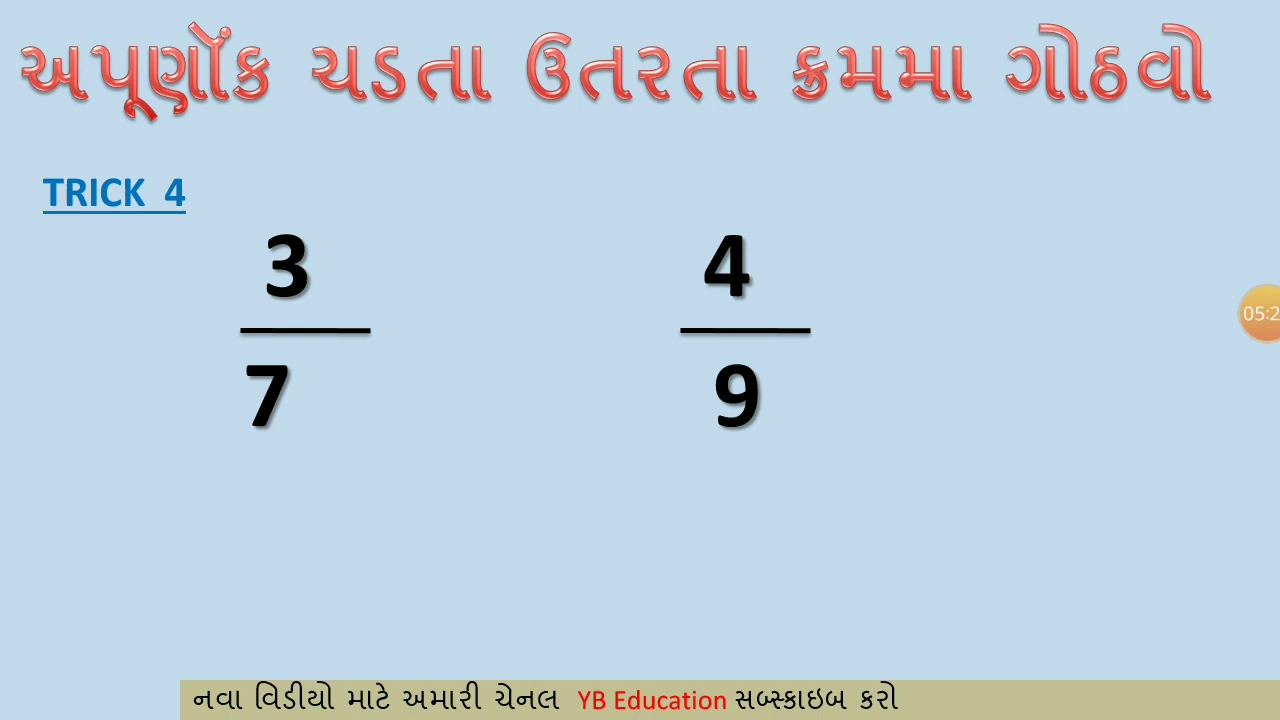 અપૂર્ણાંક ચડતા ઉતરતા ક્રમમા ગોઠવો
TRICK 4
3 4
7 9
નવા વિડીયો માટે અમારી ચેનલ YB Education સબ્સ્ક્રાઇબ કરો